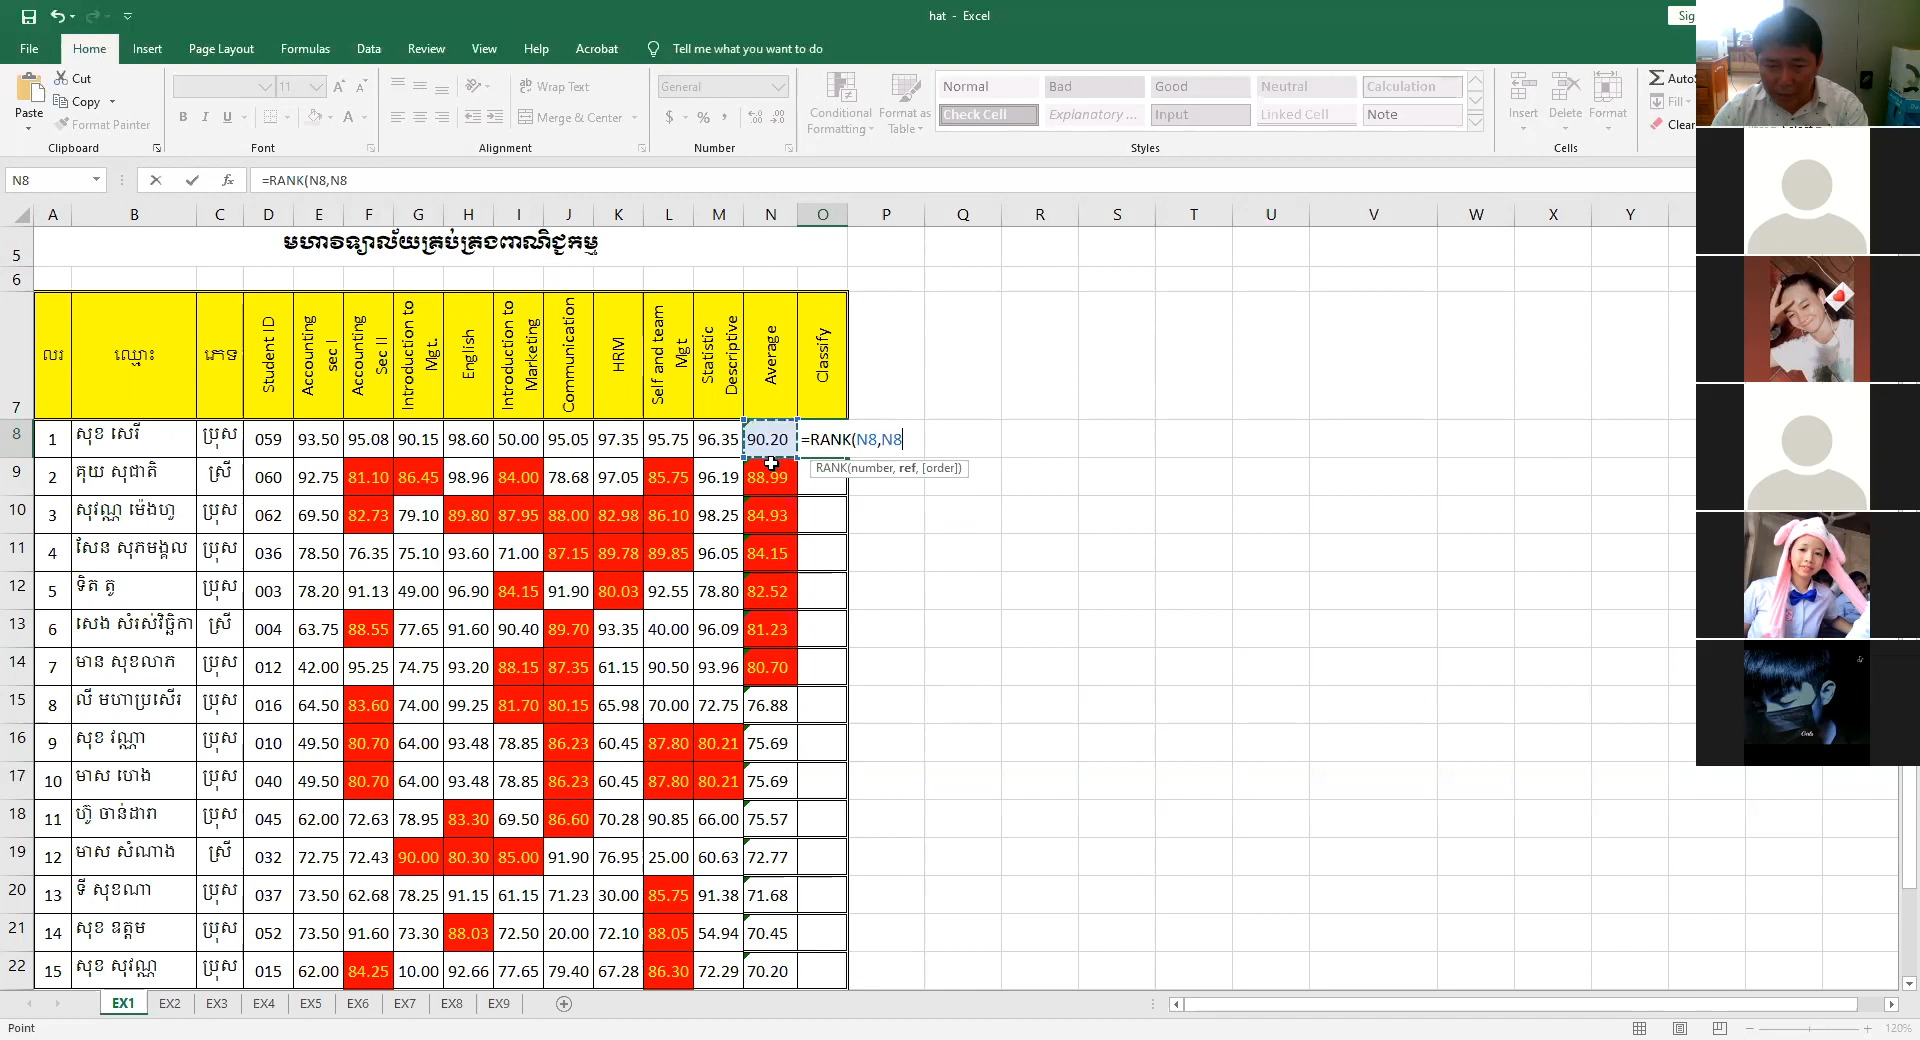 hat - Excel
Sig
File Home Insert Page Layout Formulas Data Review View Help Acrobat Tell me what you want to do
Cut
Copy
Format Painter
Paste
Clipboard
11
B I U
Font
Wrap Text
Merge & Center
Alignment
General
$ % ,
Number
Conditional Formatting
Format as Table
Normal Bad Good Neutral Calculation
Check Cell Explanatory ... Input Linked Cell Note
Styles
Insert Delete Format
Cells
Auto
Fill
Clear
N8
=RANK(N8,N8
A B C D E F G H I J K L M N O P Q R S T U V W X Y
5 មហាវិទ្យាល័យគ្រប់គ្រងពាណិជ្ជកម្ម
6
7 លរ ឈ្មោះ ភេទ Student ID Accounting sec I Accounting Sec II Introduction to Mgt. English Introduction to Marketing Communication HRM Self and team Mgt Statistic Descriptive Average Classify
8 1 សុខ សេរី ប្រុស 059 93.50 95.08 90.15 98.60 50.00 95.05 97.35 95.75 96.35 90.20 =RANK(N8,N8
RANK(number, ref, [order])
9 2 គុយ សុជាតិ ស្រី 060 92.75 81.10 86.45 98.96 84.00 78.68 97.05 85.75 96.19 88.99
10 3 សុវណ្ណ ម៉េងហួ ប្រុស 062 69.50 82.73 79.10 89.80 87.95 88.00 82.98 86.10 98.25 84.93
11 4 សែន សុភមង្គល ប្រុស 036 78.50 76.35 75.10 93.60 71.00 87.15 89.78 89.85 96.05 84.15
12 5 ទិត តូ ប្រុស 003 78.20 91.13 49.00 96.90 84.15 91.90 80.03 92.55 78.80 82.52
13 6 សេង សំរស់វិច្ឆិកា ស្រី 004 63.75 88.55 77.65 91.60 90.40 89.70 93.35 40.00 96.09 81.23
14 7 មាន សុខលាភ ប្រុស 012 42.00 95.25 74.75 93.20 88.15 87.35 61.15 90.50 93.96 80.70
15 8 លី មហាប្រសើរ ប្រុស 016 64.50 83.60 74.00 99.25 81.70 80.15 65.98 70.00 72.75 76.88
16 9 សុខ វណ្ណា ប្រុស 010 49.50 80.70 64.00 93.48 78.85 86.23 60.45 87.80 80.21 75.69
17 10 មាស ហេង ប្រុស 040 49.50 80.70 64.00 93.48 78.85 86.23 60.45 87.80 80.21 75.69
18 11 ហ៊ូ ចាន់ដារា ប្រុស 045 62.00 72.63 78.95 83.30 69.50 86.60 70.28 90.85 66.00 75.57
19 12 មាស សំណាង ស្រី 032 72.75 72.43 90.00 80.30 85.00 91.90 76.95 25.00 60.63 72.77
20 13 ទី សុខណា ប្រុស 037 73.50 62.68 78.25 91.15 61.15 71.23 30.00 85.75 91.38 71.68
21 14 សុខ ឧត្តម ប្រុស 052 73.50 91.60 73.30 88.03 72.50 20.00 72.10 88.05 54.94 70.45
22 15 សុខ សុវណ្ណ ប្រុស 015 62.00 84.25 10.00 92.66 77.65 79.40 67.28 86.30 72.29 70.20
EX1 EX2 EX3 EX4 EX5 EX6 EX7 EX8 EX9
Point
120%